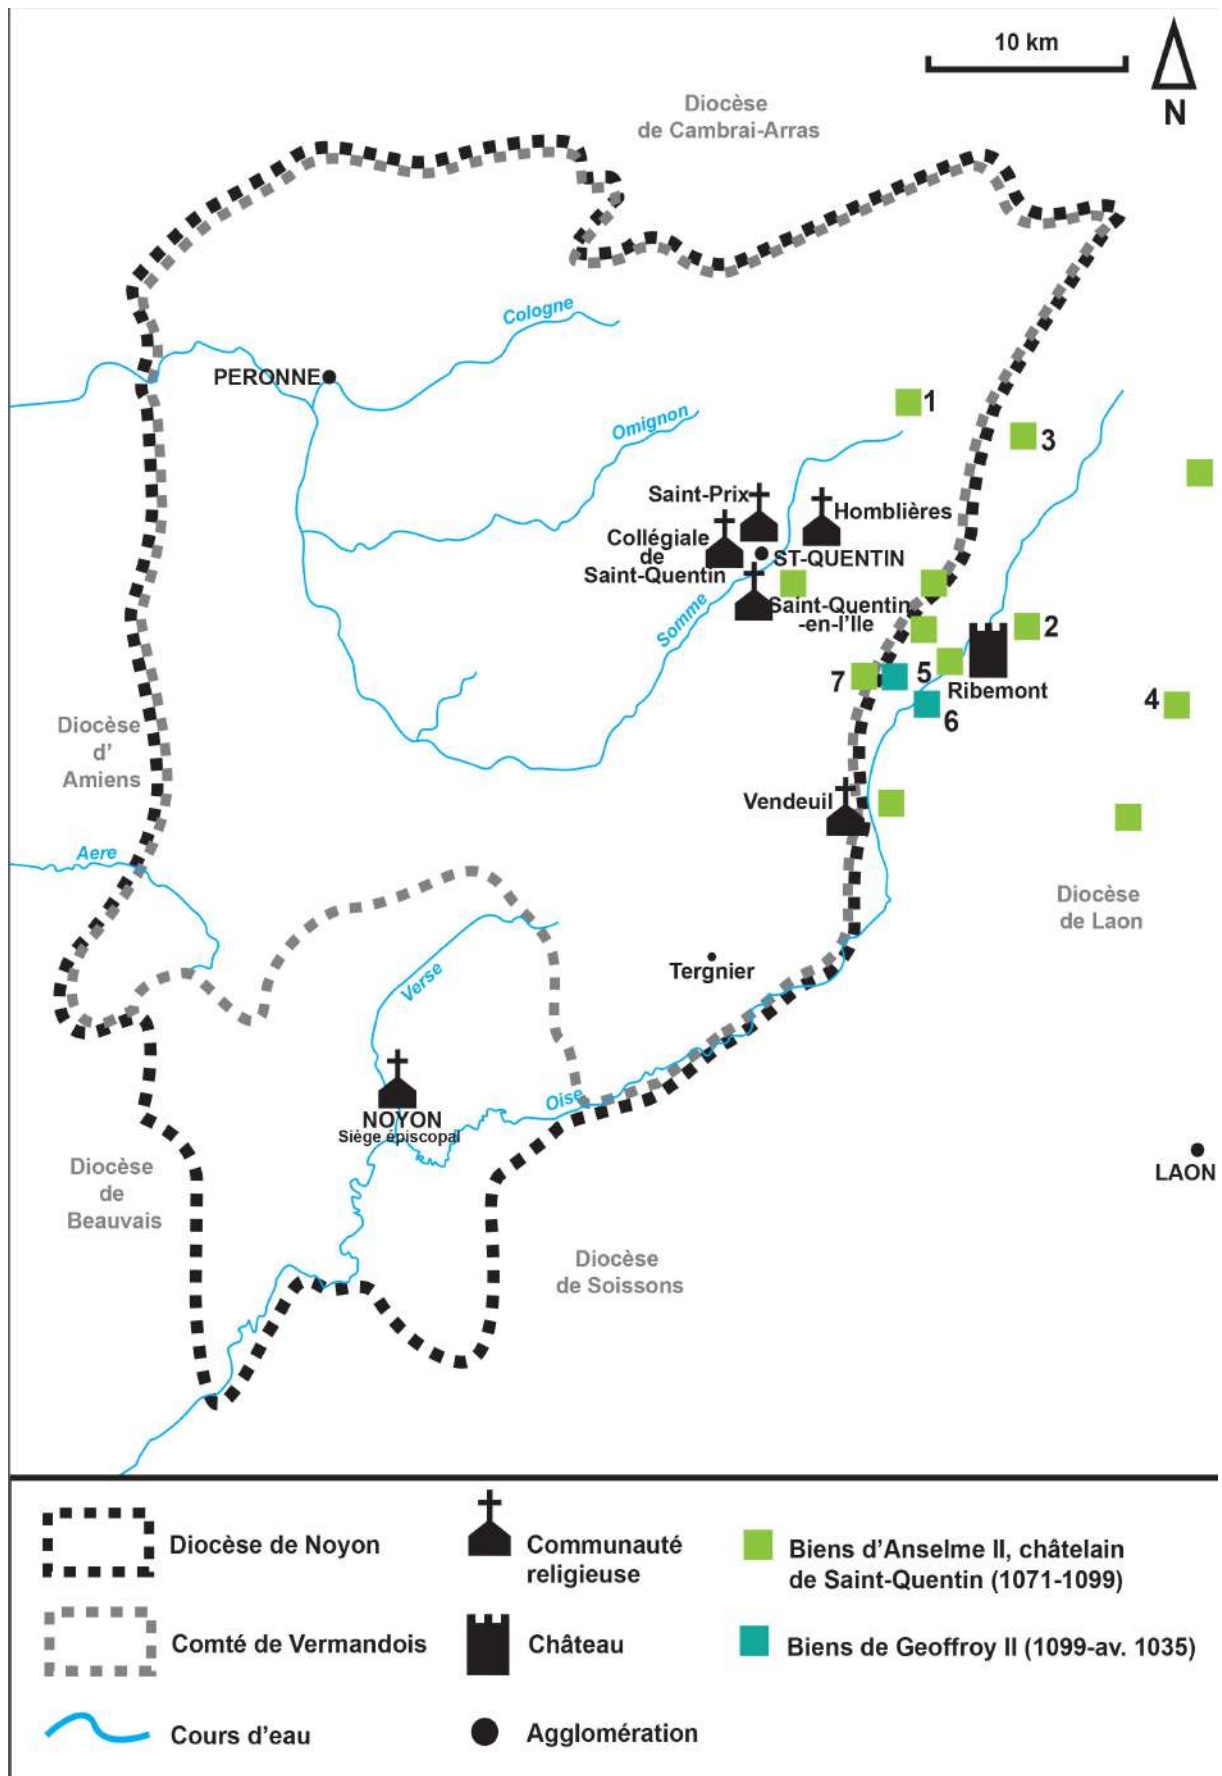 10 km
N
Diocèse
de Cambrai-Arras
Cologne
PERONNE
Omignon
1
3
Saint-Prix
Homblières
Collégiale
de
Saint-Quentin
ST-QUENTIN
Saint-Quentin
-en-l'Ile
Somme
2
5
7
Ribemont
4
6
Diocèse
d'
Amiens
Vendeuil
Aere
Diocèse
de Laon
Verse
Tergnier
Oise
NOYON
Siège épiscopal
LAON
Diocèse
de
Beauvais
Diocèse
de Soissons
Diocèse de Noyon
Communauté
religieuse
Biens d'Anselme II, châtelain
de Saint-Quentin (1071-1099)
Comté de Vermandois
Château
Biens de Geoffroy II (1099-av. 1035)
Cours d'eau
Agglomération